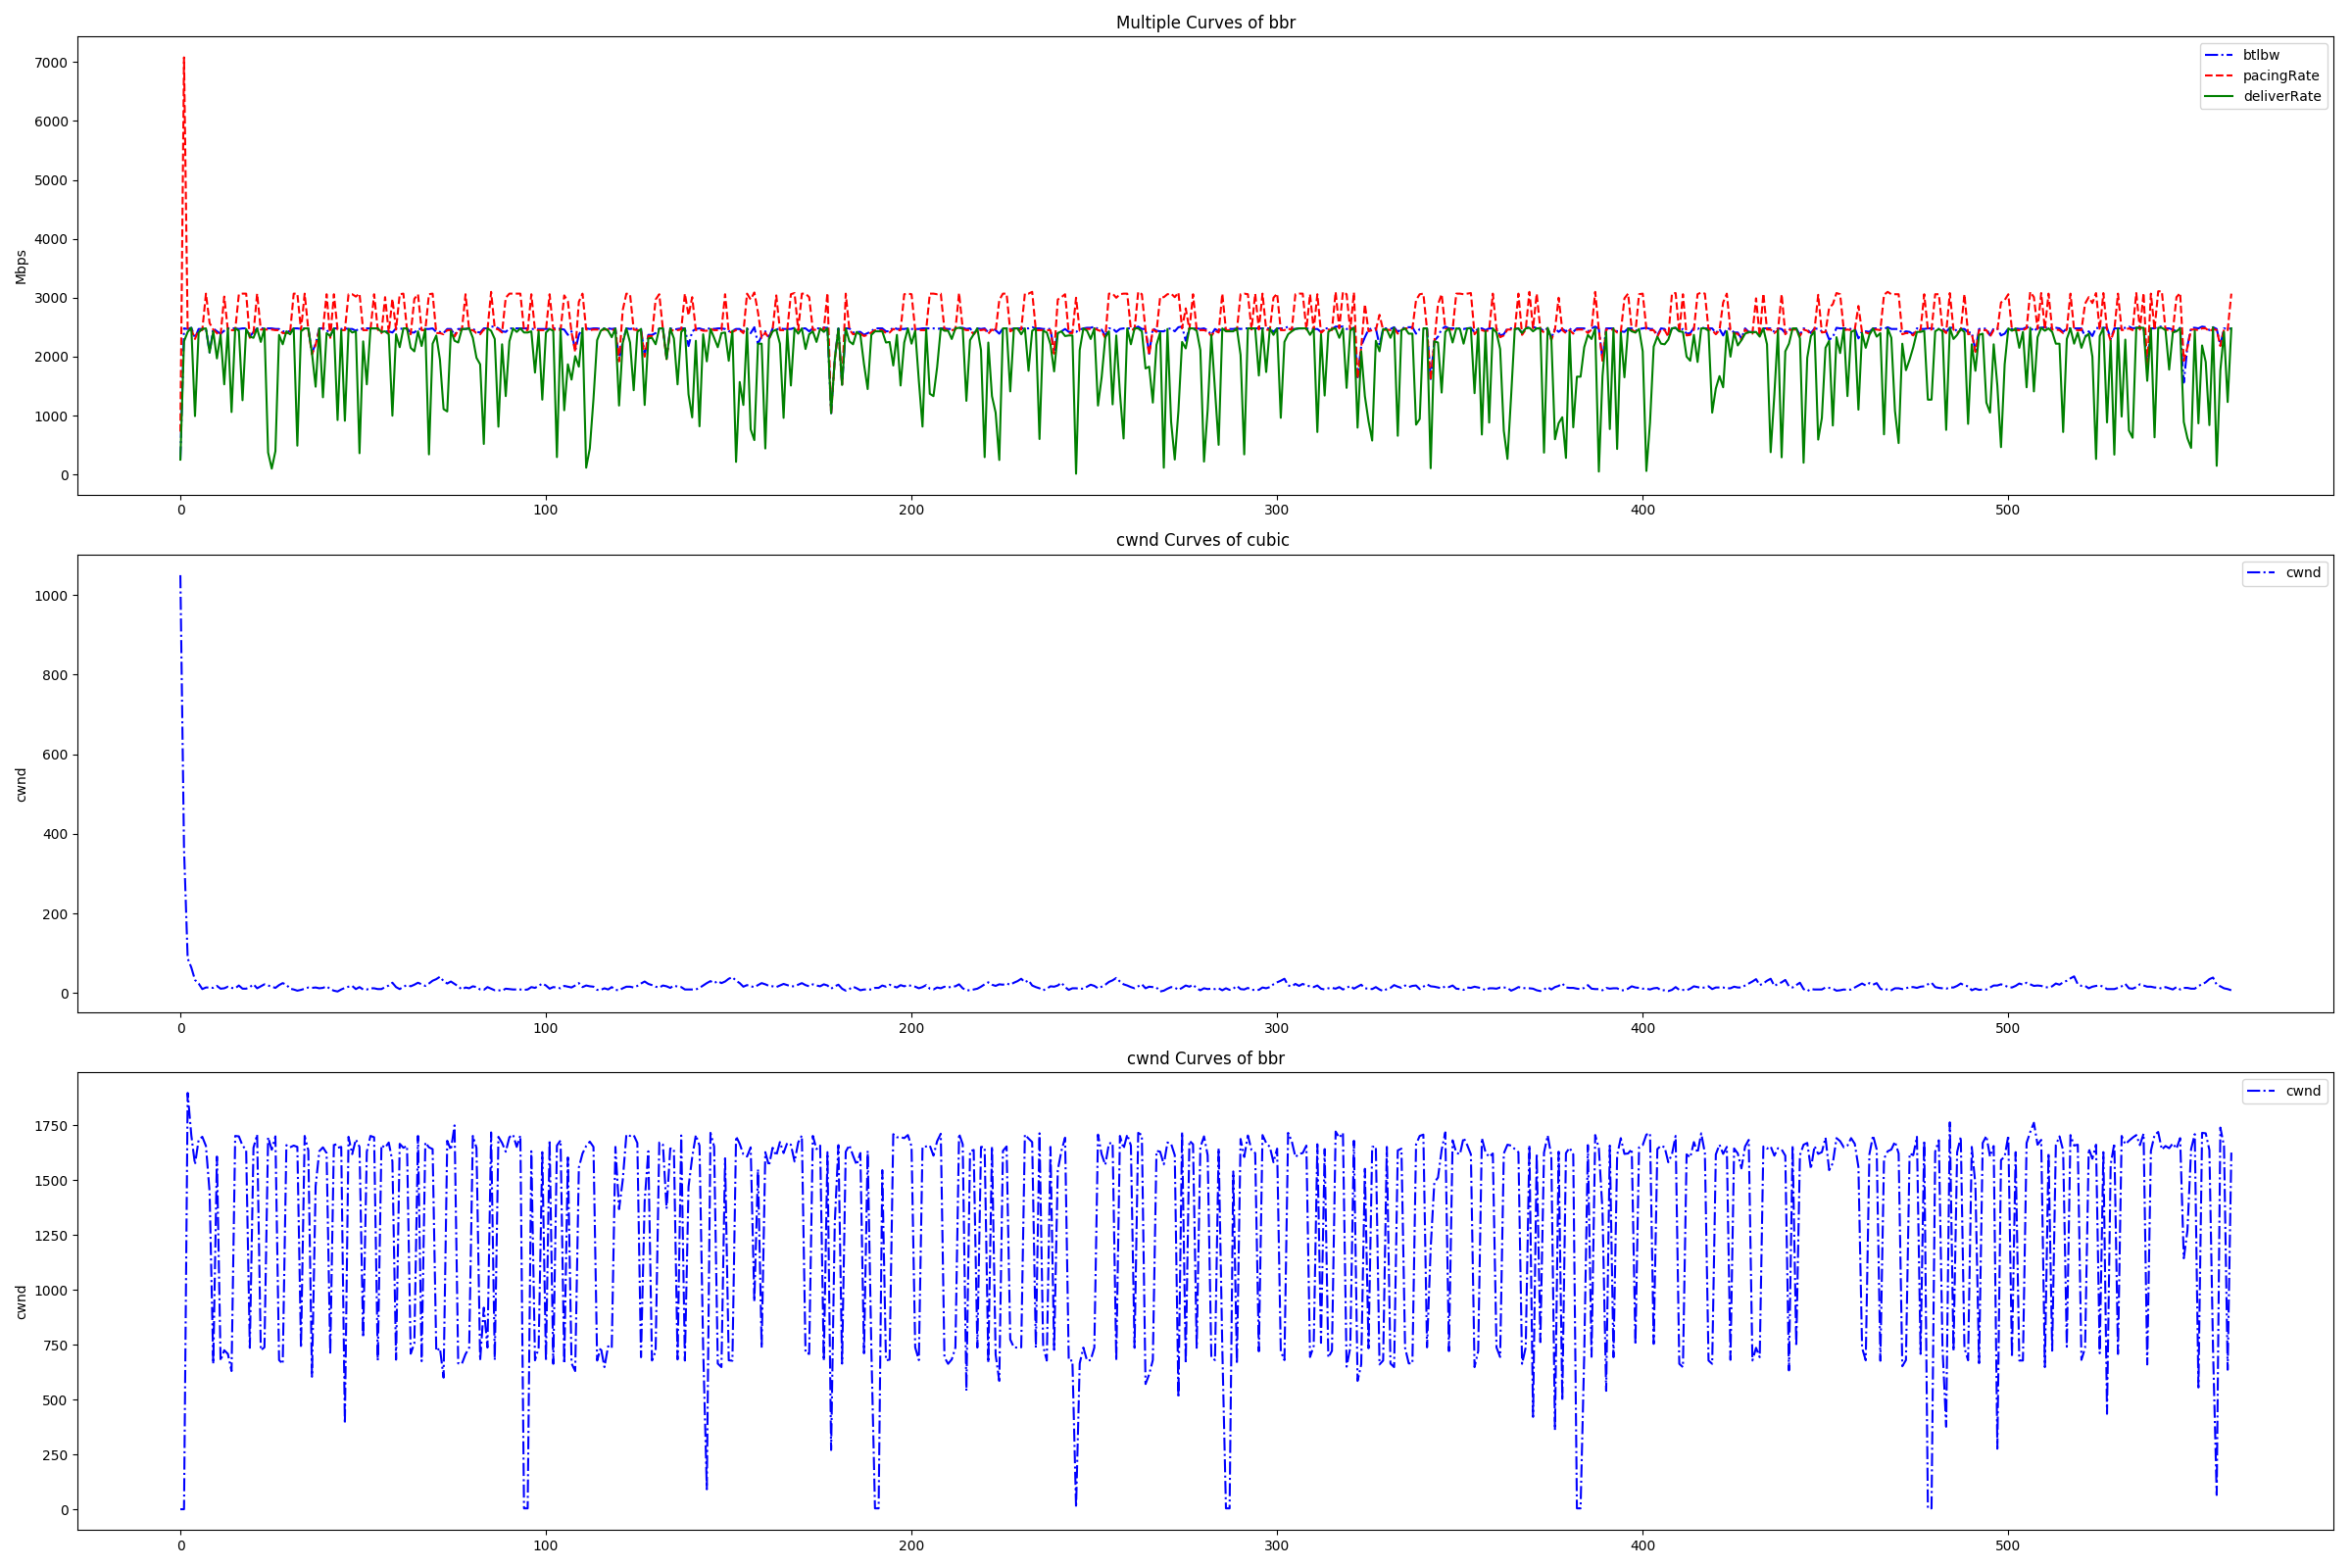 Multiple Curves of bbr
7000
6000
5000
4000
3000
2000
1000
0
Mbps
btlbw
pacingRate
deliverRate
0 100 200 300 400 500
cwnd Curves of cubic
1000
800
600
400
200
0
cwnd
cwnd
0 100 200 300 400 500
cwnd Curves of bbr
1750
1500
1250
1000
750
500
250
0
cwnd
cwnd
0 100 200 300 400 500